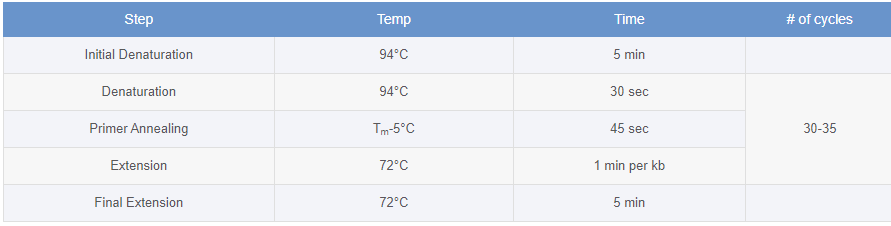 Step Temp Time # of cycles
Initial Denaturation 94°C 5 min
Denaturation 94°C 30 sec
Primer Annealing Tm-5°C 45 sec 30-35
Extension 72°C 1 min per kb
Final Extension 72°C 5 min